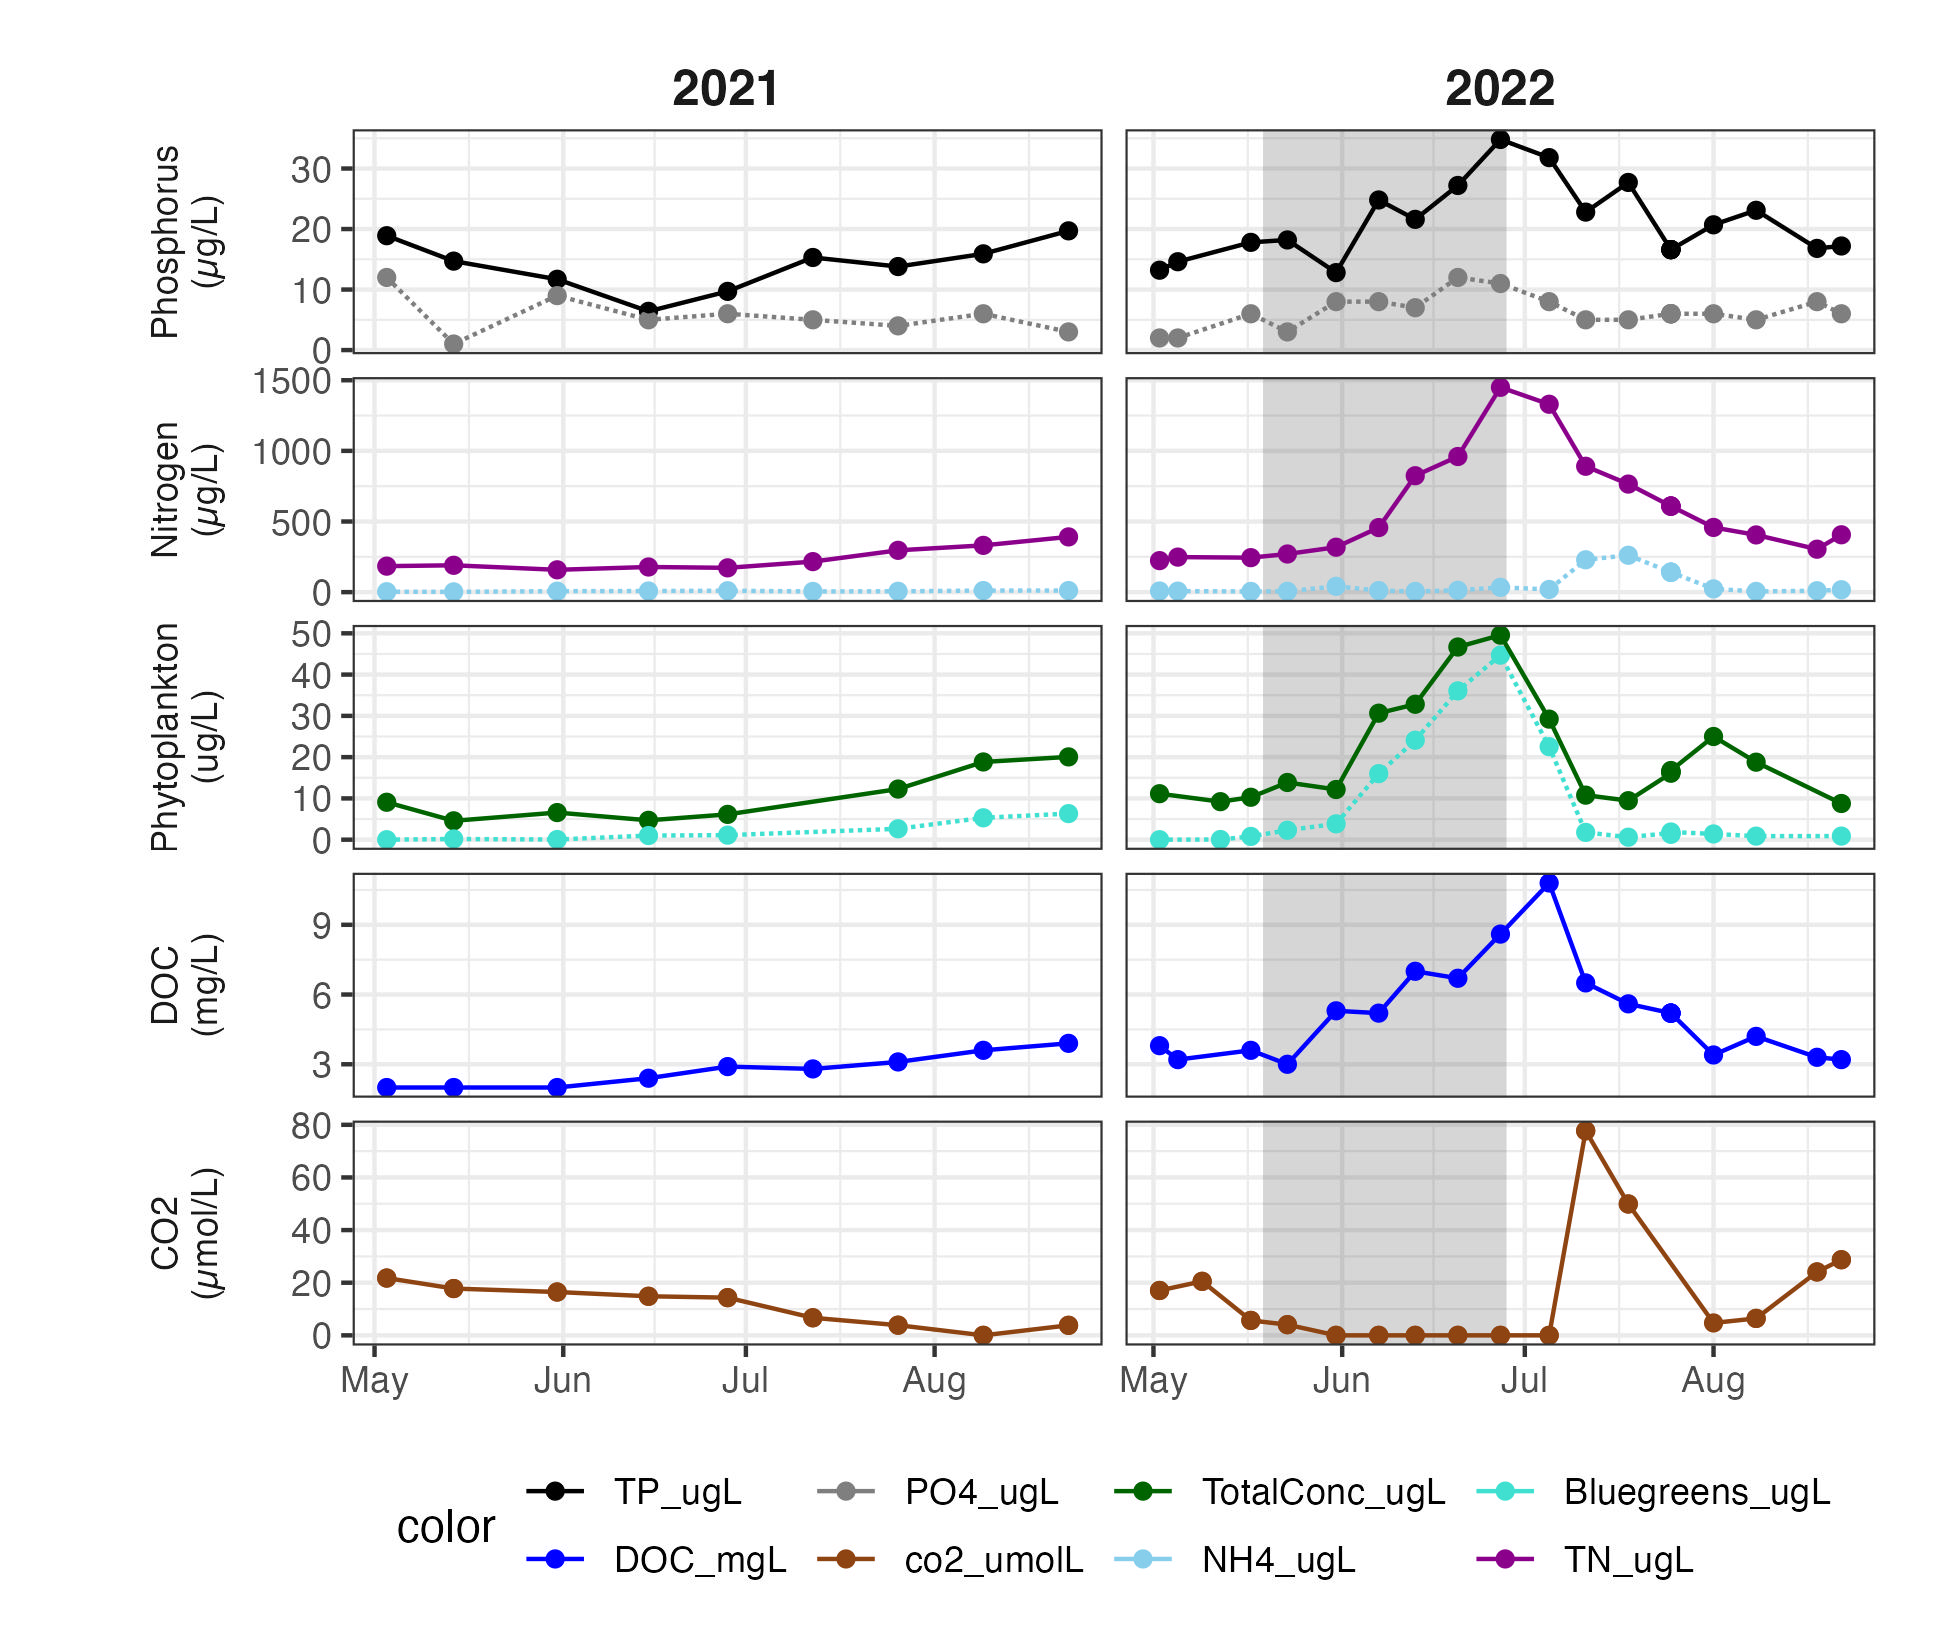 2021
2022
Phosphorus
(µg/L)
30
20
10
0
Nitrogen
(µg/L)
1500
1000
500
0
Phytoplankton
(ug/L)
50
40
30
20
10
0
DOC
(mg/L)
9
6
3
CO2
(µmol/L)
80
60
40
20
0
May Jun Jul Aug
May Jun Jul Aug
color
TP_ugL PO4_ugL TotalConc_ugL Bluegreens_ugL
DOC_mgL co2_umolL NH4_ugL TN_ugL